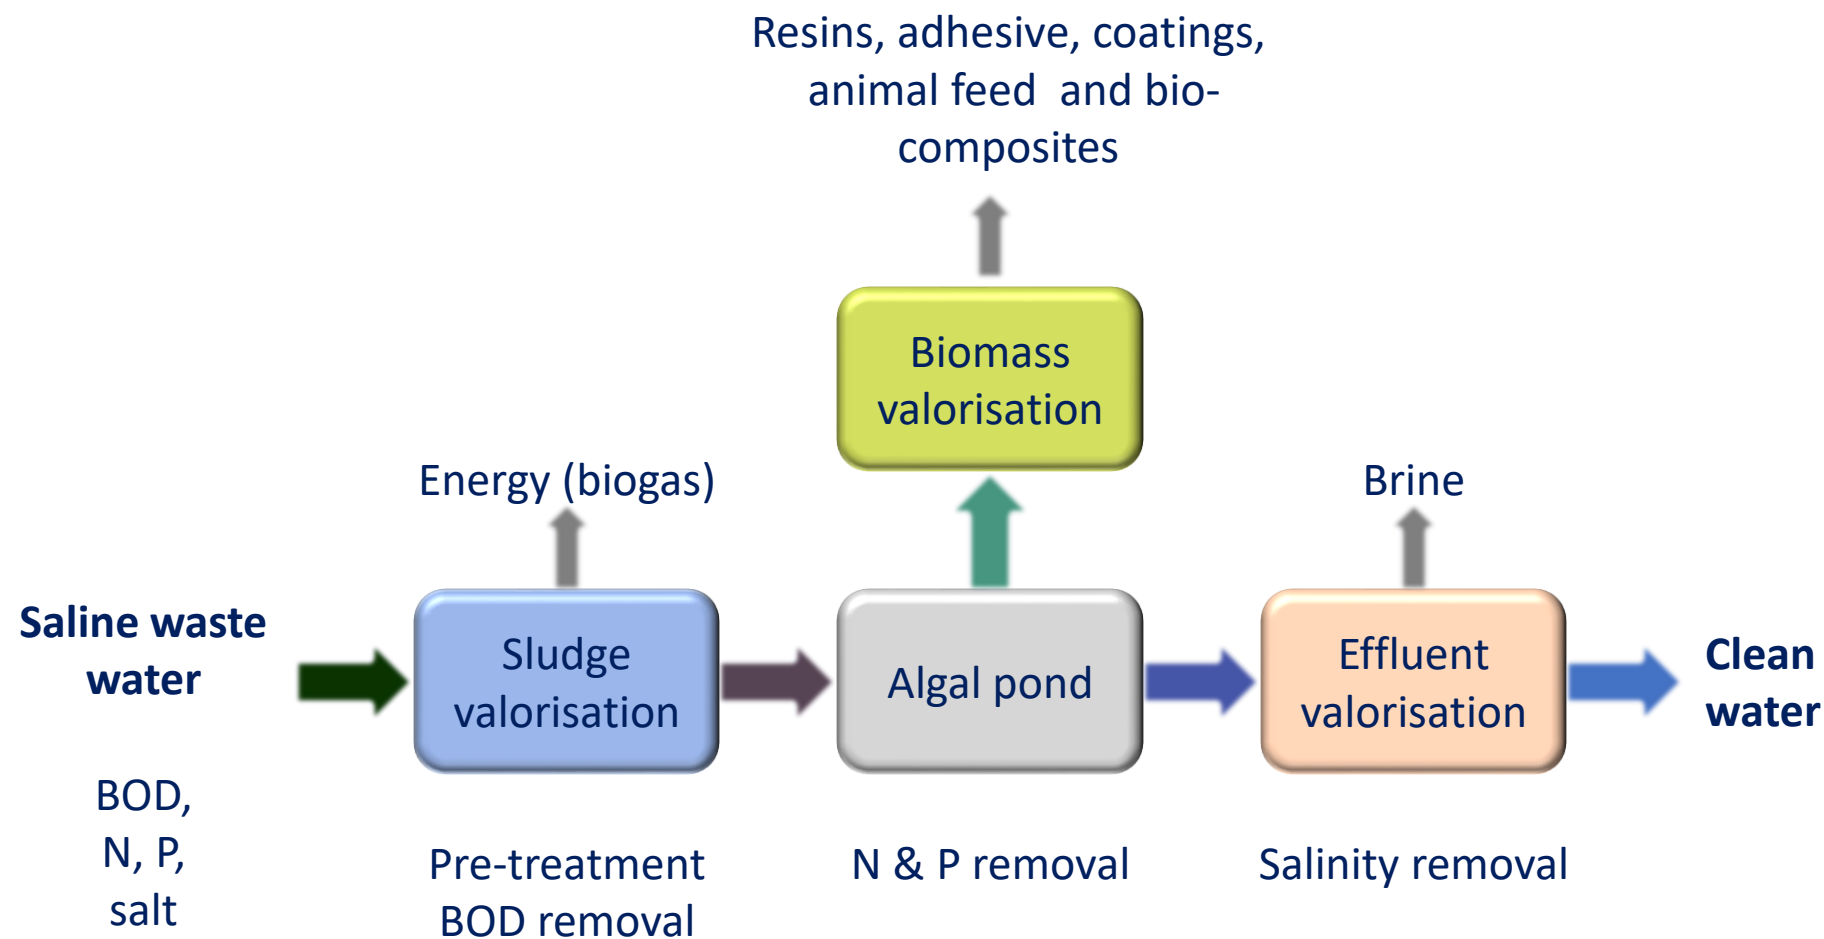 Resins, adhesive, coatings,
animal feed  and bio-
composites
Biomass
valorisation
Energy (biogas)
Brine
Saline waste
water
Sludge
valorisation
Algal pond
Effluent
valorisation
Clean
water
BOD,
N, P,
salt
Pre-treatment
BOD removal
N & P removal
Salinity removal